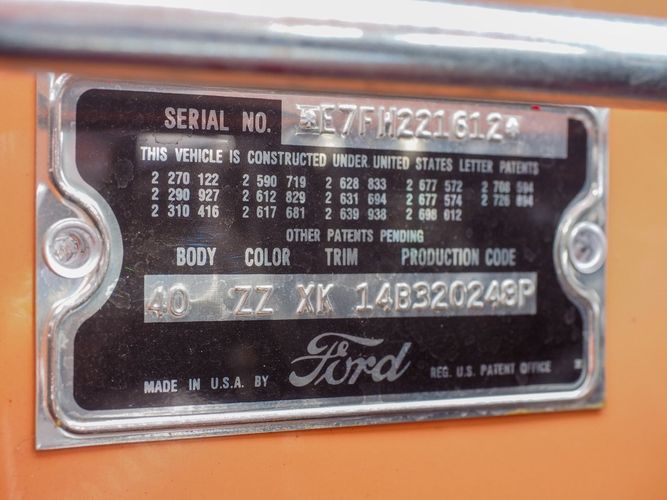 SERIAL NO. *E7FH221612*
THIS VEHICLE IS CONSTRUCTED UNDER UNITED STATES LETTER PATENTS
2 270 122 2 590 719 2 628 833 2 677 572 2 708 594
2 290 927 2 612 829 2 631 694 2 677 574 2 726 894
2 310 416 2 617 681 2 639 938 2 698 012
OTHER PATENTS PENDING
BODY COLOR TRIM PRODUCTION CODE
40 ZZ XK 14B320248P
MADE IN U.S.A. BY Ford REG. U.S. PATENT OFFICE